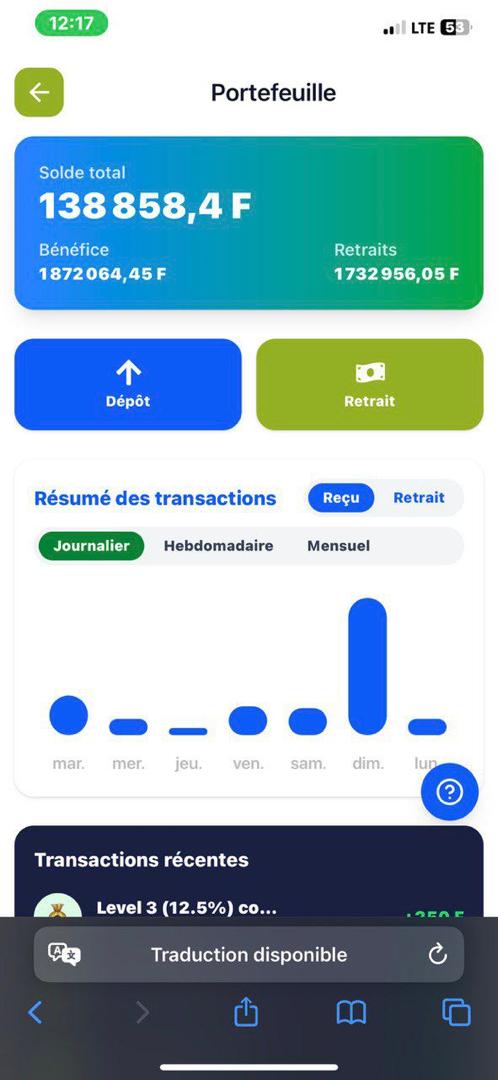 12:17
LTE 53
Portefeuille
Solde total
138 858,4 F
Bénéfice Retraits
1 872 064,45 F 1 732 956,05 F
Dépôt Retrait
Résumé des transactions Reçu Retrait
Journalier Hebdomadaire Mensuel
mar. mer. jeu. ven. sam. dim. lun.
Transactions récentes
Level 3 (12.5%) co...
+250 F
Traduction disponible